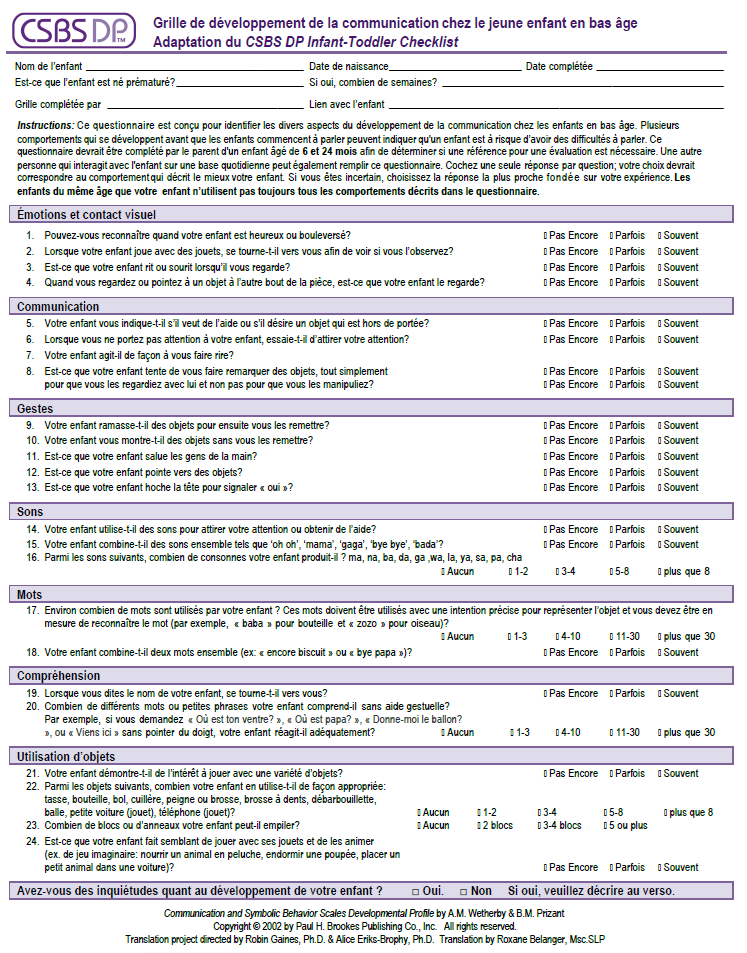 CSBS DP™
Grille de développement de la communication chez le jeune enfant en bas âge
Adaptation du CSBS DP Infant-Toddler Checklist
Nom de l'enfant ____ Date de naissance ____ Date complétée ____
Est-ce que l'enfant est né prématuré? ____ Si oui, combien de semaines? ____
Grille complétée par ____ Lien avec l'enfant ____
Instructions: Ce questionnaire est conçu pour identifier les divers aspects du développement de la communication chez les enfants en bas âge. Plusieurs
comportements qui se développent avant que les enfants commencent à parler peuvent indiquer qu'un enfant est à risque d'avoir des difficultés à parler. Ce
questionnaire devrait être complété par le parent d'un enfant âgé de 6 et 24 mois afin de déterminer si une référence pour une évaluation est nécessaire. Une autre
personne qui interagit avec l'enfant sur une base quotidienne peut également remplir ce questionnaire. Cochez une seule réponse par question; votre choix devrait
correspondre au comportement qui décrit le mieux votre enfant. Si vous êtes incertain, choisissez la réponse la plus proche fondée sur votre expérience. Les
enfants du même âge que votre enfant n'utilisent pas toujours tous les comportements décrits dans le questionnaire.
Émotions et contact visuel
1. Pouvez-vous reconnaître quand votre enfant est heureux ou bouleversé? ▯ Pas Encore ▯ Parfois ▯ Souvent
2. Lorsque votre enfant joue avec des jouets, se tourne-t-il vers vous afin de voir si vous l'observez? ▯ Pas Encore ▯ Parfois ▯ Souvent
3. Est-ce que votre enfant rit ou sourit lorsqu'il vous regarde? ▯ Pas Encore ▯ Parfois ▯ Souvent
4. Quand vous regardez ou pointez à un objet à l'autre bout de la pièce, est-ce que votre enfant le regarde? ▯ Pas Encore ▯ Parfois ▯ Souvent
Communication
5. Votre enfant vous indique-t-il s'il veut de l'aide ou s'il désire un objet qui est hors de portée? ▯ Pas Encore ▯ Parfois ▯ Souvent
6. Lorsque vous ne portez pas attention à votre enfant, essaie-t-il d'attirer votre attention? ▯ Pas Encore ▯ Parfois ▯ Souvent
7. Votre enfant agit-il de façon à vous faire rire? ▯ Pas Encore ▯ Parfois ▯ Souvent
8. Est-ce que votre enfant tente de vous faire remarquer des objets, tout simplement
pour que vous les regardiez avec lui et non pas pour que vous les manipuliez? ▯ Pas Encore ▯ Parfois ▯ Souvent
Gestes
9. Votre enfant ramasse-t-il des objets pour ensuite vous les remettre? ▯ Pas Encore ▯ Parfois ▯ Souvent
10. Votre enfant vous montre-t-il des objets sans vous les remettre? ▯ Pas Encore ▯ Parfois ▯ Souvent
11. Est-ce que votre enfant salue les gens de la main? ▯ Pas Encore ▯ Parfois ▯ Souvent
12. Est-ce que votre enfant pointe vers des objets? ▯ Pas Encore ▯ Parfois ▯ Souvent
13. Est-ce que votre enfant hoche la tête pour signaler « oui »? ▯ Pas Encore ▯ Parfois ▯ Souvent
Sons
14. Votre enfant utilise-t-il des sons pour attirer votre attention ou obtenir de l'aide? ▯ Pas Encore ▯ Parfois ▯ Souvent
15. Votre enfant combine-t-il des sons ensemble tels que 'oh oh', 'mama', 'gaga', 'bye bye', 'bada'? ▯ Pas Encore ▯ Parfois ▯ Souvent
16. Parmi les sons suivants, combien de consonnes votre enfant produit-il ? ma, na, ba, da, ga ,wa, la, ya, sa, pa, cha
▯ Aucun ▯ 1-2 ▯ 3-4 ▯ 5-8 ▯ plus que 8
Mots
17. Environ combien de mots sont utilisés par votre enfant ? Ces mots doivent être utilisés avec une intention précise pour représenter l'objet et vous devez être en
mesure de reconnaître le mot (par exemple, « baba » pour bouteille et « zozo » pour oiseau)?
▯ Aucun ▯ 1-3 ▯ 4-10 ▯ 11-30 ▯ plus que 30
18. Votre enfant combine-t-il deux mots ensemble (ex: « encore biscuit » ou « bye papa »)? ▯ Pas Encore ▯ Parfois ▯ Souvent
Compréhension
19. Lorsque vous dites le nom de votre enfant, se tourne-t-il vers vous? ▯ Pas Encore ▯ Parfois ▯ Souvent
20. Combien de différents mots ou petites phrases votre enfant comprend-il sans aide gestuelle?
Par exemple, si vous demandez « Où est ton ventre? », « Où est papa? », « Donne-moi le ballon?
», ou « Viens ici » sans pointer du doigt, votre enfant réagit-il adéquatement? ▯ Aucun ▯ 1-3 ▯ 4-10 ▯ 11-30 ▯ plus que 30
Utilisation d'objets
21. Votre enfant démontre-t-il de l'intérêt à jouer avec une variété d'objets? ▯ Pas Encore ▯ Parfois ▯ Souvent
22. Parmi les objets suivants, combien votre enfant en utilise-t-il de façon appropriée:
tasse, bouteille, bol, cuillère, peigne ou brosse, brosse à dents, débarbouillette,
balle, petite voiture (jouet), téléphone (jouet)? ▯ Aucun ▯ 1-2 ▯ 3-4 ▯ 5-8 ▯ plus que 8
23. Combien de blocs ou d'anneaux votre enfant peut-il empiler? ▯ Aucun ▯ 2 blocs ▯ 3-4 blocs ▯ 5 ou plus
24. Est-ce que votre enfant fait semblant de jouer avec ses jouets et de les animer
(ex. de jeu imaginaire: nourrir un animal en peluche, endormir une poupée, placer un
petit animal dans une voiture)? ▯ Pas Encore ▯ Parfois ▯ Souvent
Avez-vous des inquiétudes quant au développement de votre enfant ? □ Oui. □ Non Si oui, veuillez décrire au verso.
Communication and Symbolic Behavior Scales Developmental Profile by A.M. Wetherby & B.M. Prizant
Copyright © 2002 by Paul H. Brookes Publishing Co., Inc. All rights reserved.
Translation project directed by Robin Gaines, Ph.D. & Alice Eriks-Brophy, Ph.D. Translation by Roxane Belanger, Msc.SLP